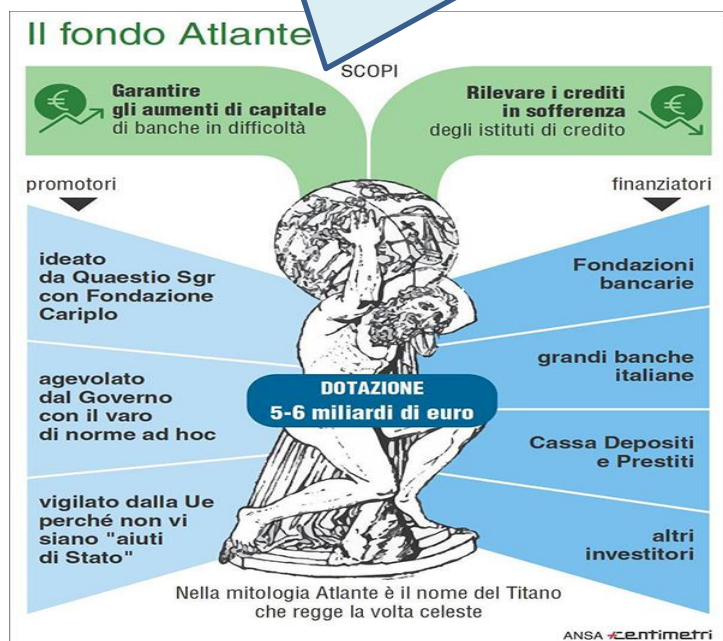 Il fondo Atlante
SCOPI
Garantire
gli aumenti di capitale
di banche in difficoltà
Rilevare i crediti
in sofferenza
degli istituti di credito
promotori
ideato
da Quaestio Sgr
con Fondazione
Cariplo
agevolato
dal Governo
con il varo
di norme ad hoc
vigilato dalla Ue
perché non vi
siano "aiuti
di Stato"
finanziatori
Fondazioni
bancarie
grandi banche
italiane
Cassa Depositi
e Prestiti
altri
investitori
DOTAZIONE
5-6 miliardi di euro
Nella mitologia Atlante è il nome del Titano
che regge la volta celeste
ANSA centimetri